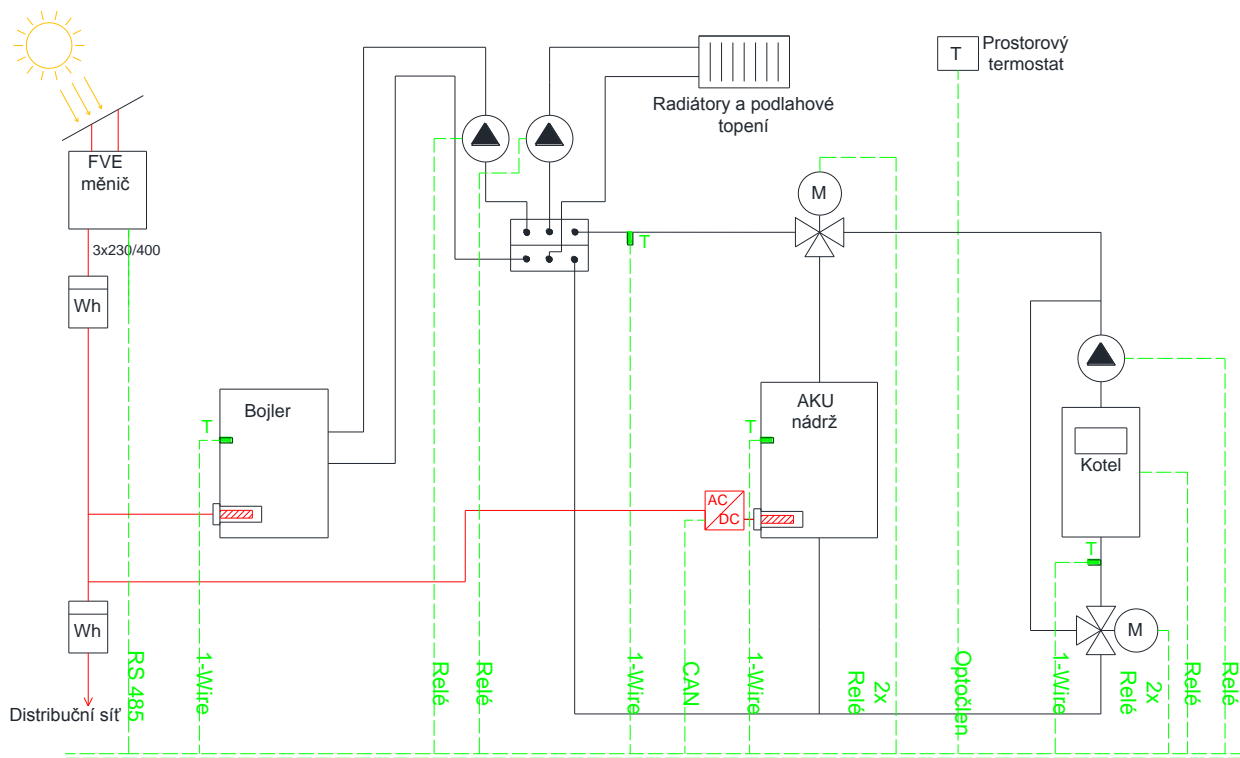 T
Prostorový
termostat
Radiátory a podlahové
topení
FVE
měnič
3x230/400
M
T
Wh
Bojler
T
AKU
nádrž
T
Kotel
AC
DC
T
Wh
M
Distribuční síť
RS 485
1-Wire
Relé
Relé
1-Wire
CAN
1-Wire
2x
Relé
Optočlen
1-Wire
2x
Relé
Relé
Relé